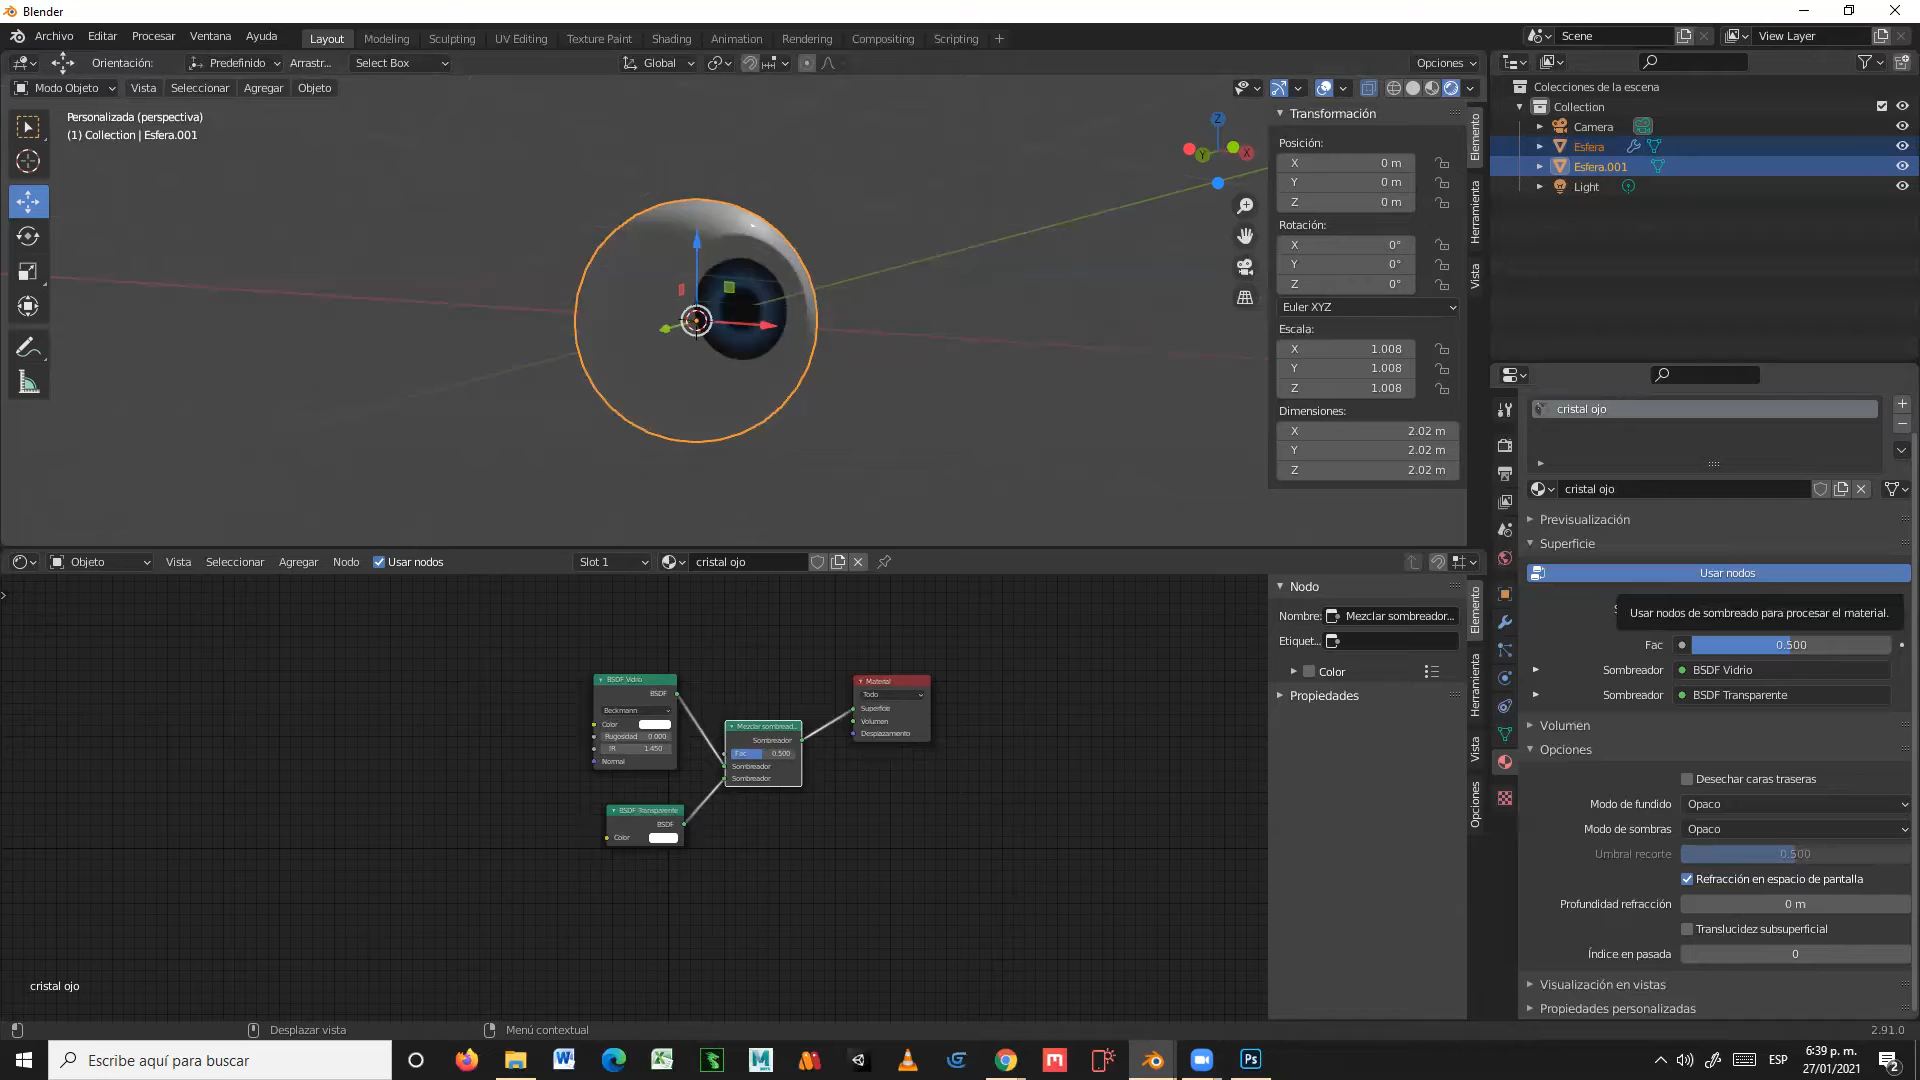 Blender
Archivo Editar Procesar Ventana Ayuda Layout Modeling Sculpting UV Editing Texture Paint Shading Animation Rendering Compositing Scripting +
Scene View Layer
Orientación: Predefinido Arrastr... Select Box Global Opciones
Modo Objeto Vista Seleccionar Agregar Objeto
Colecciones de la escena
Collection
Camera
Esfera
Esfera.001
Light
Personalizada (perspectiva)
(1) Collection | Esfera.001
Z
Y
X
Transformación
Posición:
X 0 m
Y 0 m
Z 0 m
Rotación:
X 0°
Y 0°
Z 0°
Euler XYZ
Escala:
X 1.008
Y 1.008
Z 1.008
Dimensiones:
X 2.02 m
Y 2.02 m
Z 2.02 m
Elemento
Herramienta
Vista
cristal ojo
cristal ojo
Previsualización
Superficie
Usar nodos
S
Usar nodos de sombreado para procesar el material.
Fac 0.500
Sombreador BSDF Vidrio
Sombreador BSDF Transparente
Volumen
Opciones
Desechar caras traseras
Modo de fundido Opaco
Modo de sombras Opaco
Umbral recorte 0.500
Refracción en espacio de pantalla
Profundidad refracción 0 m
Translucidez subsuperficial
Índice en pasada 0
Visualización en vistas
Propiedades personalizadas
Objeto Vista Seleccionar Agregar Nodo Usar nodos Slot 1 cristal ojo
Nodo
Nombre: Mezclar sombreador...
Etiquet...
Color
Propiedades
Elemento
Herramienta
Vista
Opciones
BSDF Vidrio
BSDF
Beckmann
Color
Rugosidad 0.000
IR 1.450
Normal
BSDF Transparente
BSDF
Color
Mezclar sombread...
Sombreador
Fac 0.500
Sombreador
Sombreador
Material
Todo
Superficie
Volumen
Desplazamiento
cristal ojo
Desplazar vista Menú contextual 2.91.0
Escribe aquí para buscar
ESP
6:39 p. m.
27/01/2021
2